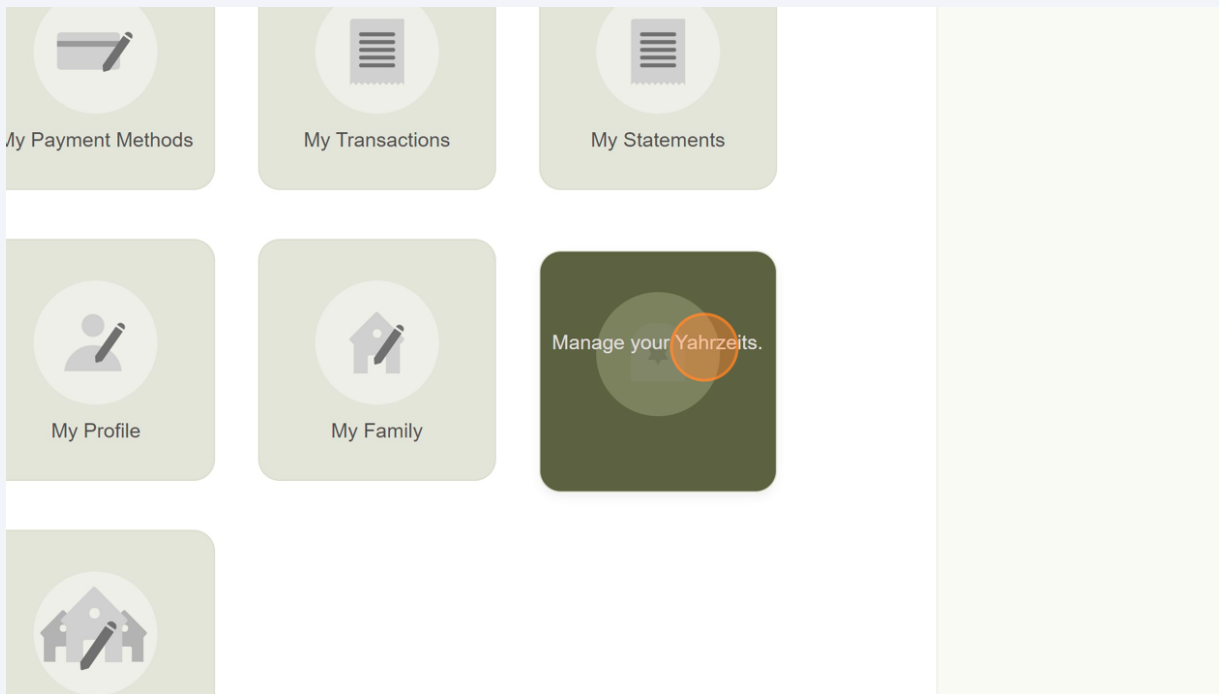 My Payment Methods
My Transactions
My Statements
My Profile
My Family
Manage your Yahrzeits.